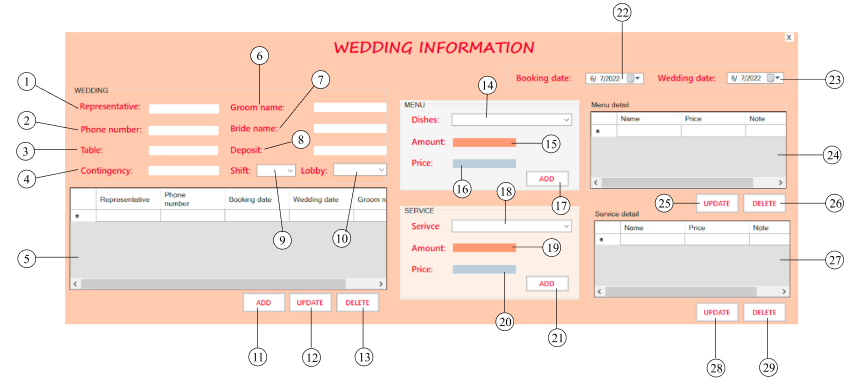 22
X
6
WEDDING INFORMATION
7
14
Booking date: 6/ 7/2022 Wedding date: 6/ 7/2022 23
1
WEDDING
Representative: Groom name:
MENU
Menu detail
2
Phone number: Bride name: 8
Dishes:
Name Price Note
*
3
Table: Deposit:
Amount: 15
4
Contingency: Shift: Lobby:
Price:
24
16
ADD
17
18
25
UPDATE DELETE
26
Representative Phone number Booking date Wedding date Groom n
*
9
10
SERVICE
Serivce
Service detail
Name Price Note
*
5
Amount: 19
27
Price:
20
ADD
21
ADD UPDATE DELETE
UPDATE DELETE
11
12
13
28
29